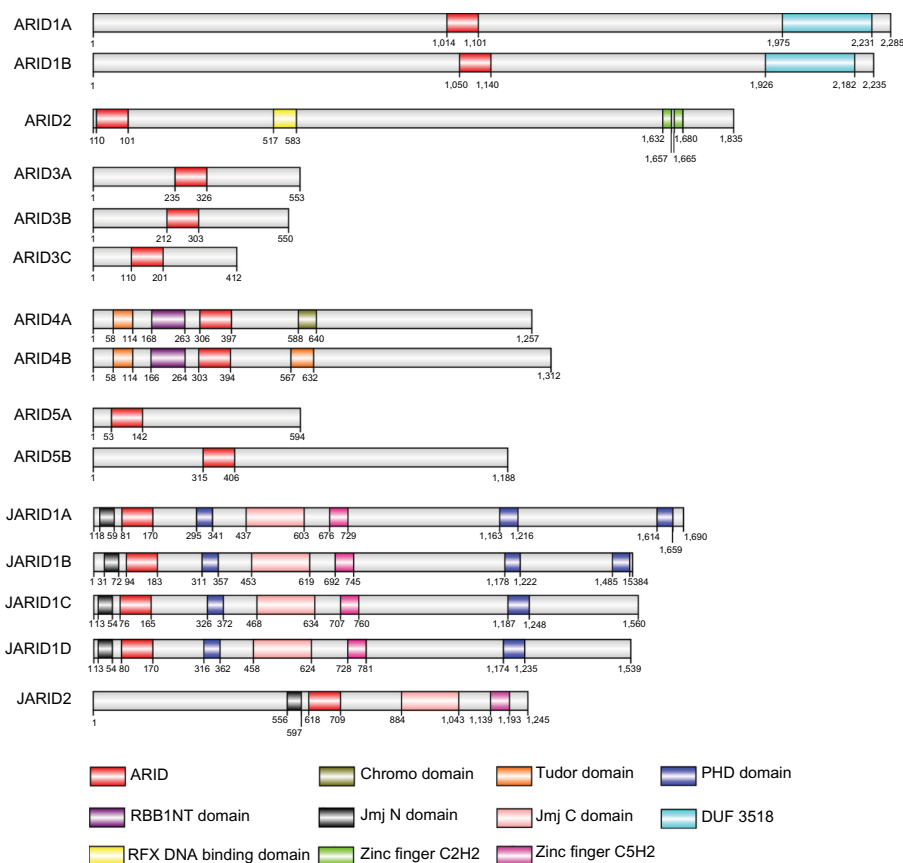 ARID1A
1 1,014 1,101 1,975 2,231 2,285
ARID1B
1 1,050 1,140 1,926 2,182 2,235
ARID2
110 101 517 583 1,632 1,680 1,835
1,657 1,665
ARID3A
1 235 326 553
ARID3B
1 212 303 550
ARID3C
1 110 201 412
ARID4A
1 58 114 168 263 306 397 588 640 1,257
ARID4B
1 58 114 166 264 303 394 567 632 1,312
ARID5A
1 53 142 594
ARID5B
1 315 406 1,188
JARID1A
118 59 81 170 295 341 437 603 676 729 1,163 1,216 1,614 1,690
1,659
JARID1B
1 31 72 94 183 311 357 453 619 692 745 1,178 1,222 1,485 15384
JARID1C
113 54 76 165 326 372 468 634 707 760 1,187 1,248 1,560
JARID1D
113 54 80 170 316 362 458 624 728 781 1,174 1,235 1,539
JARID2
1 556 618 709 884 1,043 1,139 1,193 1,245
597
ARID Chromo domain Tudor domain PHD domain
RBB1NT domain Jmj N domain Jmj C domain DUF 3518
RFX DNA binding domain Zinc finger C2H2 Zinc finger C5H2